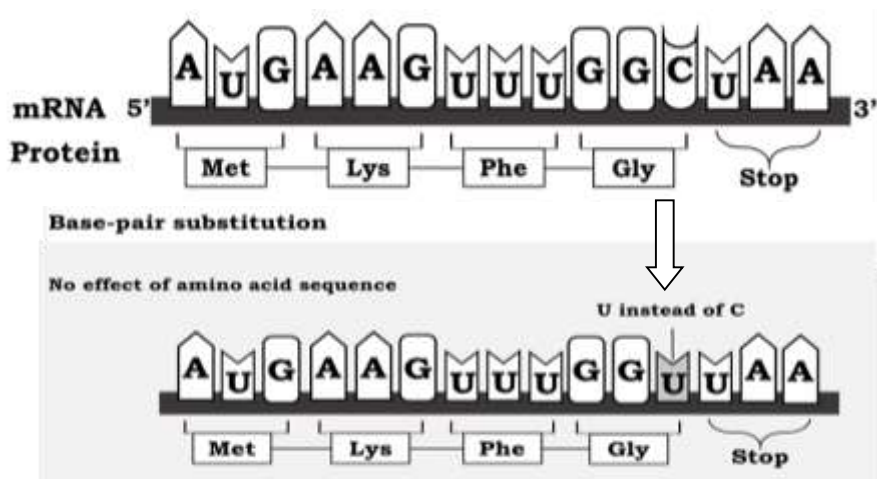 A U G A A G U U U G G C U A A
mRNA 5' 3'
Protein
Met Lys Phe Gly Stop
Base-pair substitution
No effect of amino acid sequence
U instead of C
A U G A A G U U U G G U U A A
Met Lys Phe Gly Stop